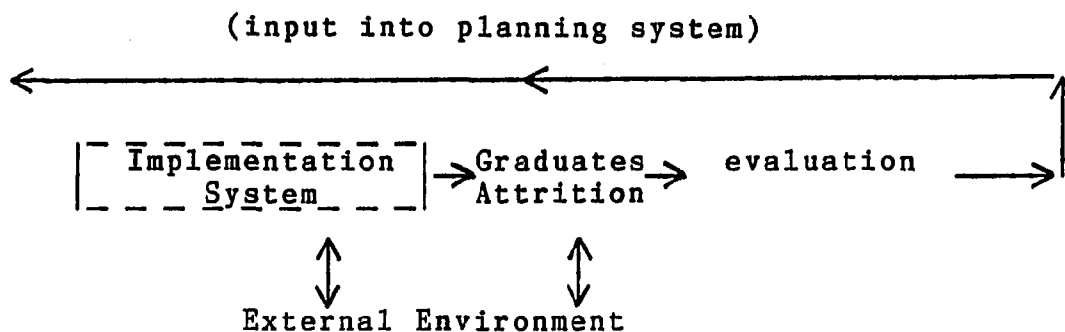 (input into planning system)
Implementation Graduates evaluation
System Attrition
External Environment